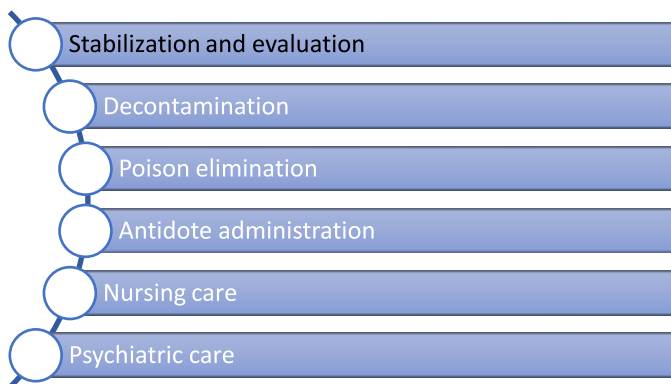 Stabilization and evaluation
Decontamination
Poison elimination
Antidote administration
Nursing care
Psychiatric care